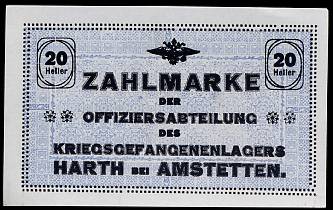 20 Heller
20 Heller
ZAHLMARKE
DER
OFFIZIERSABTEILUNG
DES
KRIEGSGEFANGENENLAGERS
HARTH BEI AMSTETTEN.